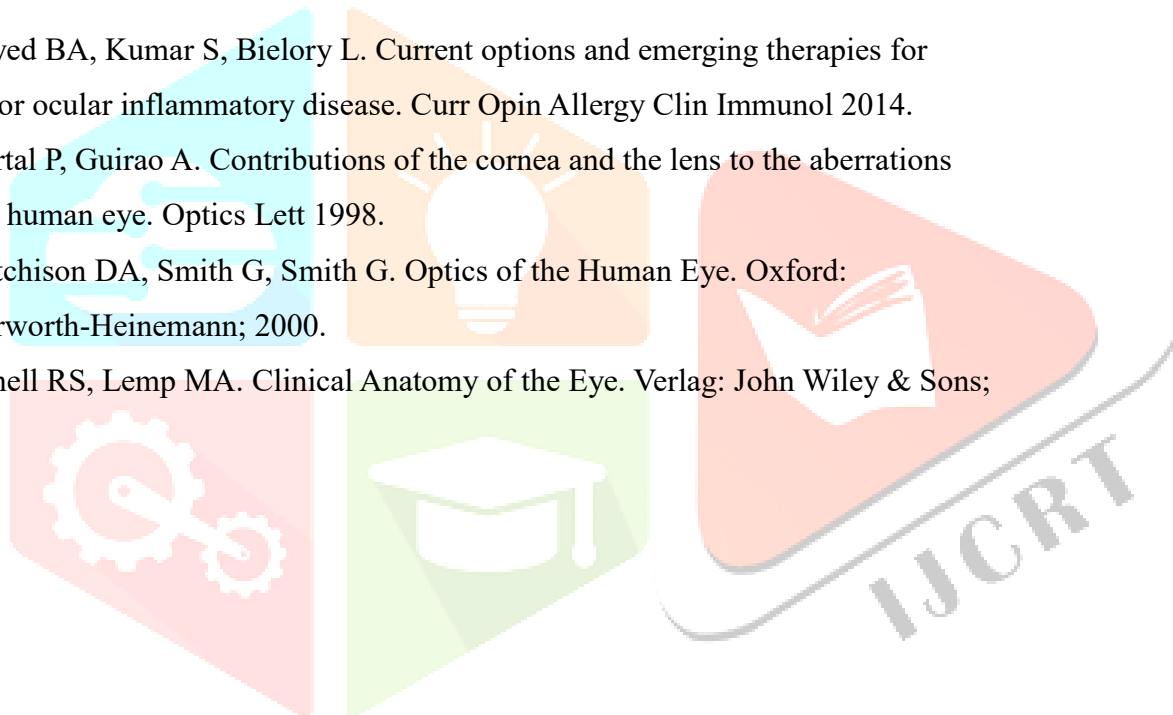 yed BA, Kumar S, Bielory L. Current options and emerging therapies for
or ocular inflammatory disease. Curr Opin Allergy Clin Immunol 2014.
rtal P, Guirao A. Contributions of the cornea and the lens to the aberrations
human eye. Optics Lett 1998.
tchison DA, Smith G, Smith G. Optics of the Human Eye. Oxford:
rworth-Heinemann; 2000.
nell RS, Lemp MA. Clinical Anatomy of the Eye. Verlag: John Wiley & Sons;
IJCRT